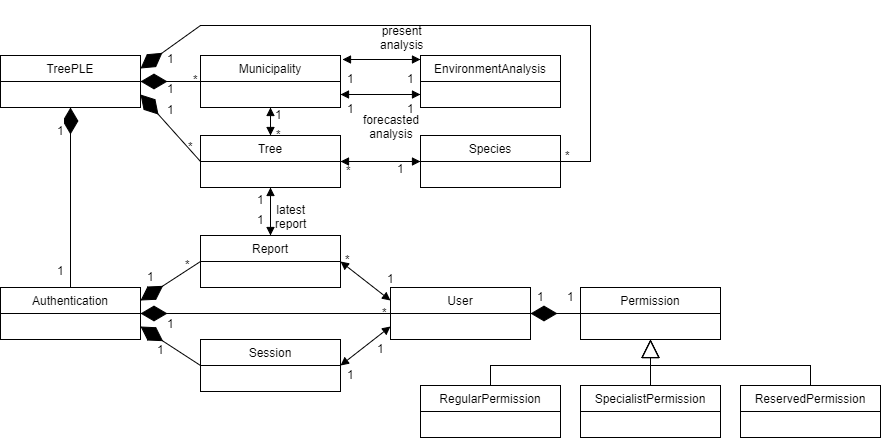 present
analysis
1
TreePLE
Municipality
EnvironmentAnalysis
*
1
1
1
1
1
1
1
forecasted
analysis
1
*
*
Tree
Species
*
*
1
1
1
latest
report
Report
1
1
*
*
1
Authentication
User
1
1
Permission
*
1
1
1
Session
1
RegularPermission
SpecialistPermission
ReservedPermission